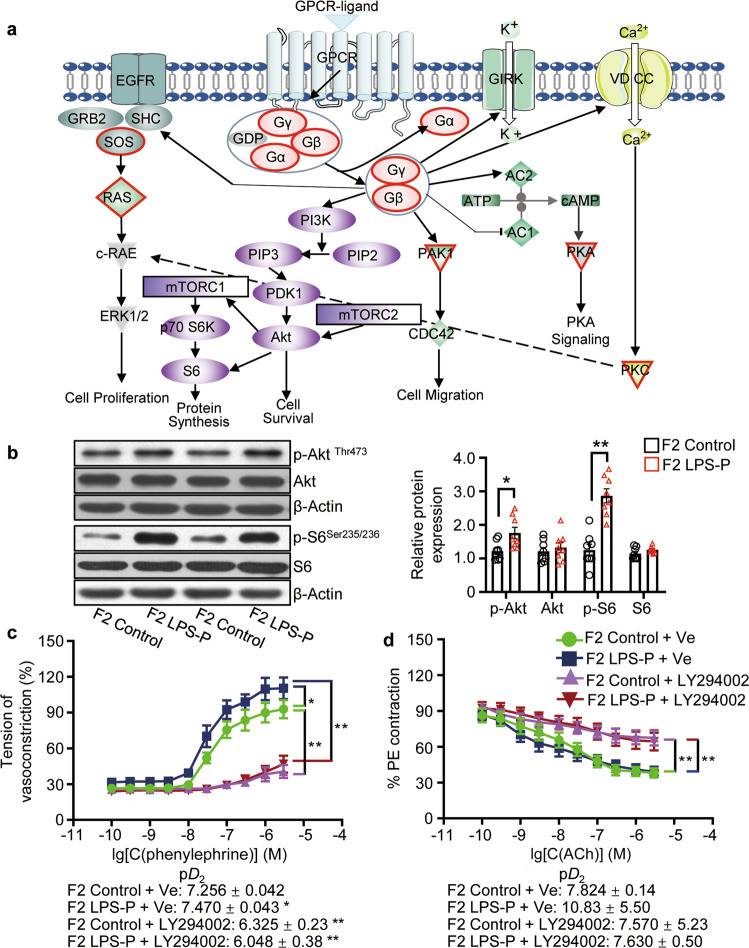 a
GPCR-ligand
K+
Ca2+
EGFR
GPCR
GIRK
VD CC
GRB2
SHC
SOS
GDP
Gγ
Gβ
Gα
Gα
K+
Ca2+
RAS
Gγ
Gβ
AC2
ATP
cAMP
AC1
PI3K
c-RAE
PIP3
PIP2
PAK1
PKA
mTORC1
PDK1
mTORC2
ERK1/2
p70 S6K
Akt
CDC42
PKA
Signaling
S6
PKC
Cell Proliferation
Protein
Synthesis
Cell
Survival
Cell Migration
b
p-Akt Thr473
Akt
β-Actin
p-S6Ser235/236
S6
β-Actin
F2 Control
F2 LPS-P
F2 Control
F2 LPS-P
F2 Control
F2 LPS-P
Relative protein
expression
4.0
3.0
2.0
1.0
0
*
**
p-Akt
Akt
p-S6
S6
c
Tension of
vasoconstriction (%)
150
120
90
60
30
0
*
**
**
-11
-10
-9
-8
-7
-6
-5
-4
lg[C(phenylephrine)] (M)
pD2
F2 Control + Ve: 7.256 ± 0.042
F2 LPS-P + Ve: 7.470 ± 0.043 *
F2 Control + LY294002: 6.325 ± 0.23 **
F2 LPS-P + LY294002: 6.048 ± 0.38 **
d
F2 Control + Ve
F2 LPS-P + Ve
F2 Control + LY294002
F2 LPS-P + LY294002
% PE contraction
150
120
90
60
30
0
**
**
-11
-10
-9
-8
-7
-6
-5
-4
lg[C(ACh)] (M)
pD2
F2 Control + Ve: 7.824 ± 0.14
F2 LPS-P + Ve: 10.83 ± 5.50
F2 Control + LY294002: 7.570 ± 5.23
F2 LPS-P + LY294002: 7.630 ± 0.50